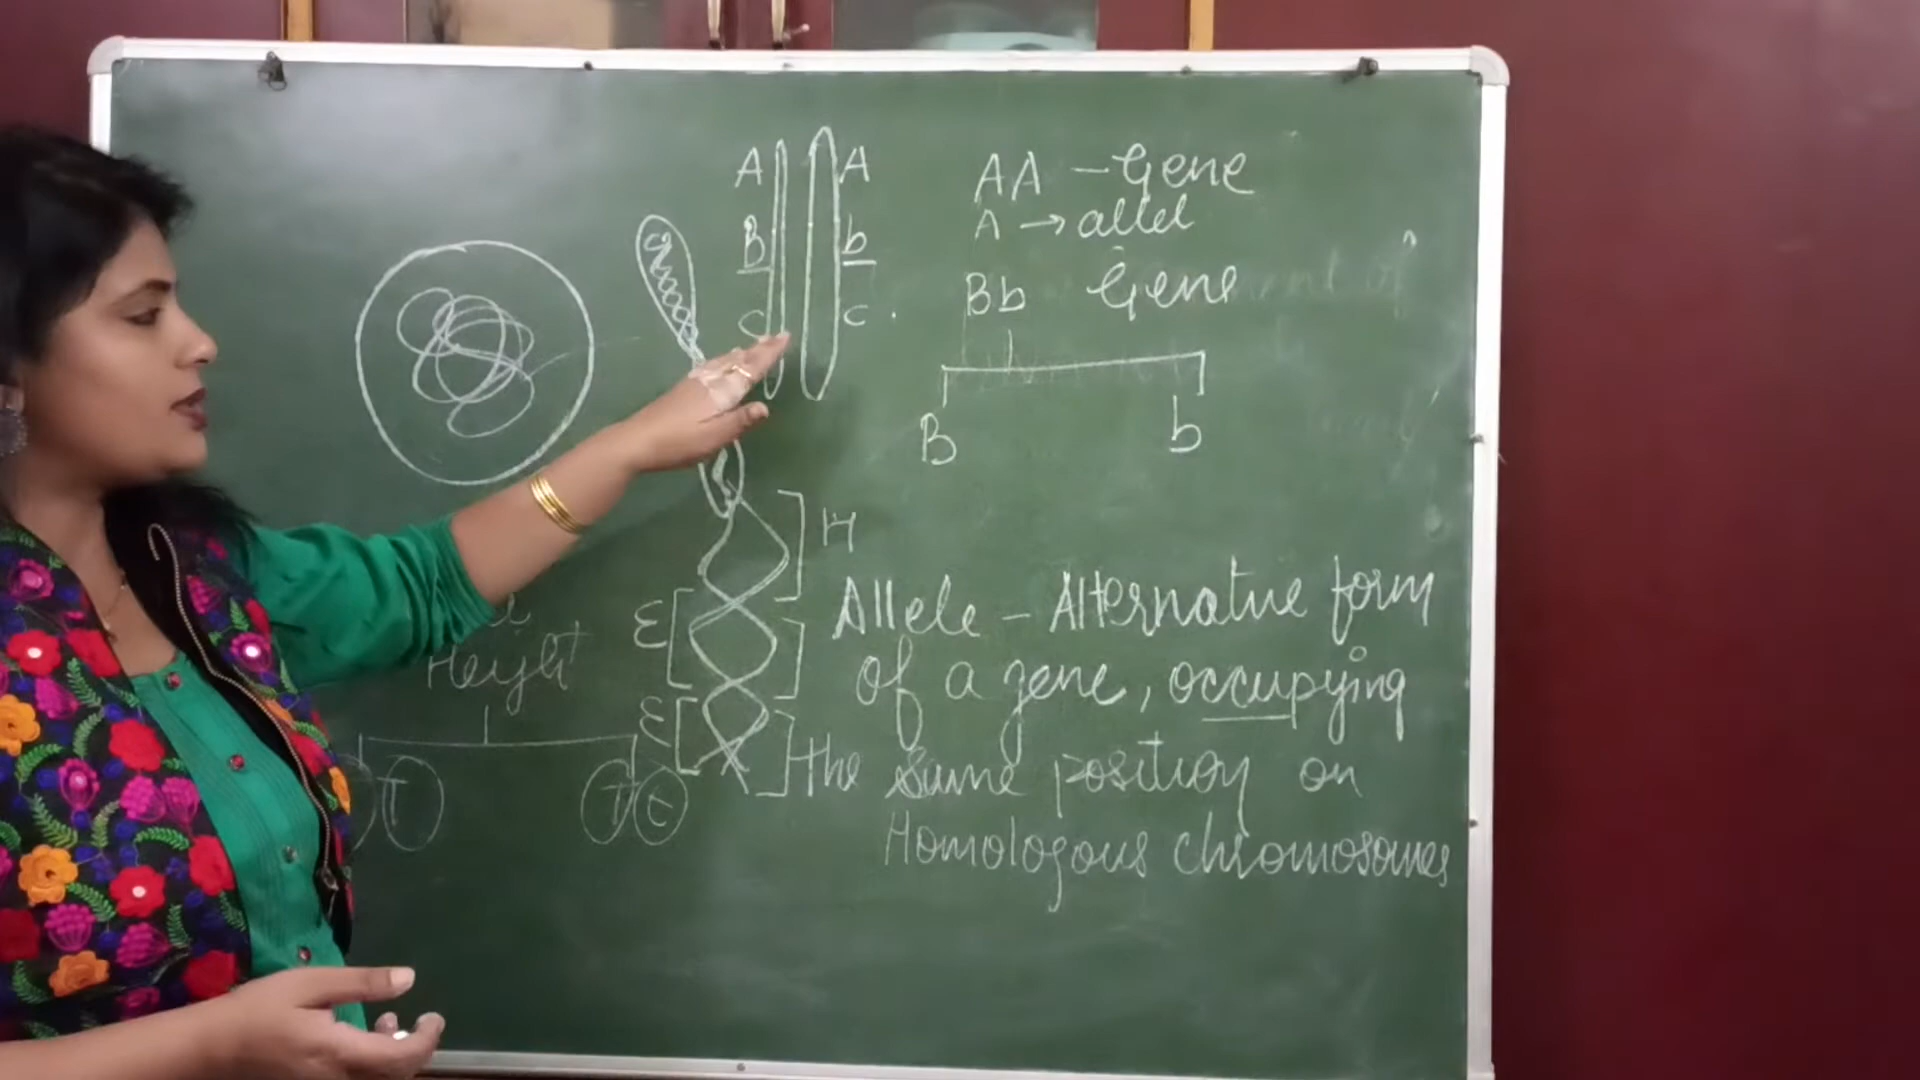 A A
B b
C c .
AA - Gene
A → allel
Bb Gene
B b
H
Allele - Alternative form
of a gene, occupying
the same position on
Homologous chromosomes
E
E
Height
T T t